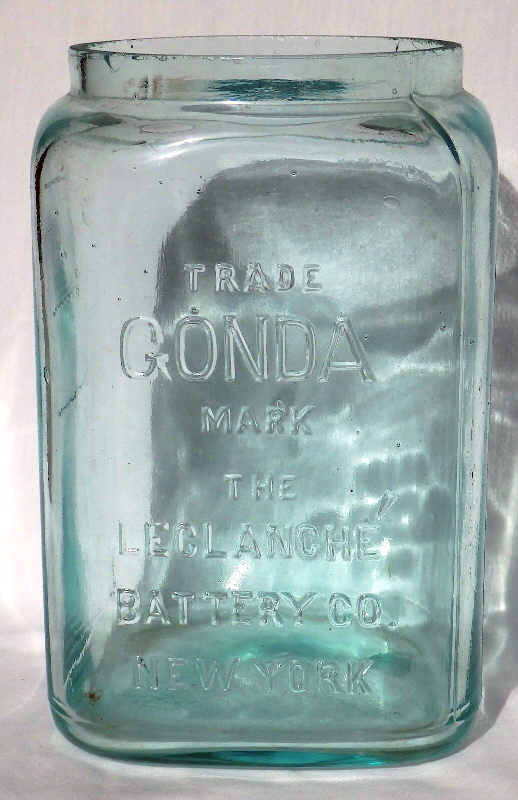 TRADE
GONDA
MARK
THE
LECLANCHÉ
BATTERY CO.
NEW YORK